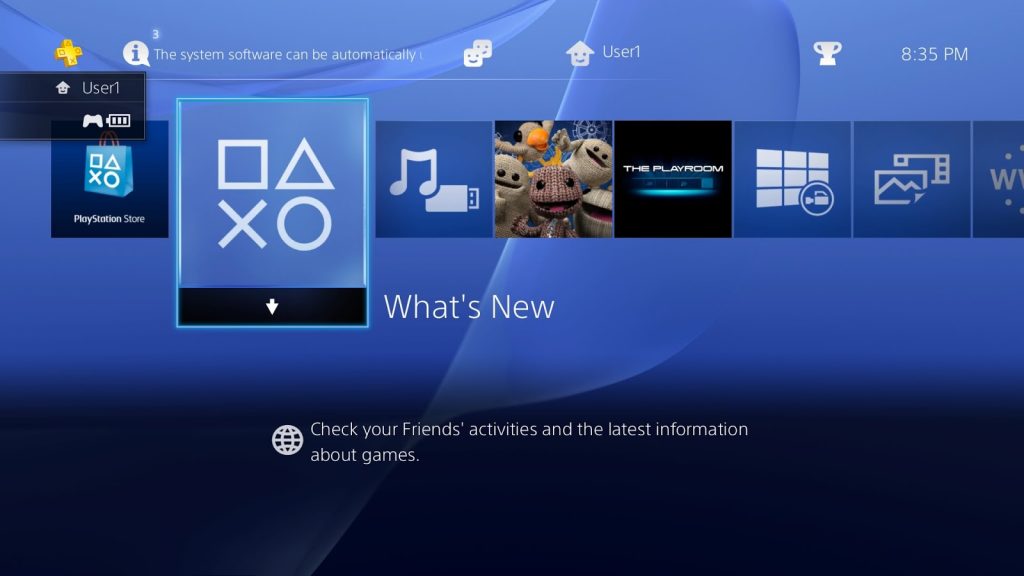 3
The system software can be automatically
User1
8:35 PM
User1
PlayStation Store
THE PLAYROOM
What's New
Check your Friends' activities and the latest information
about games.